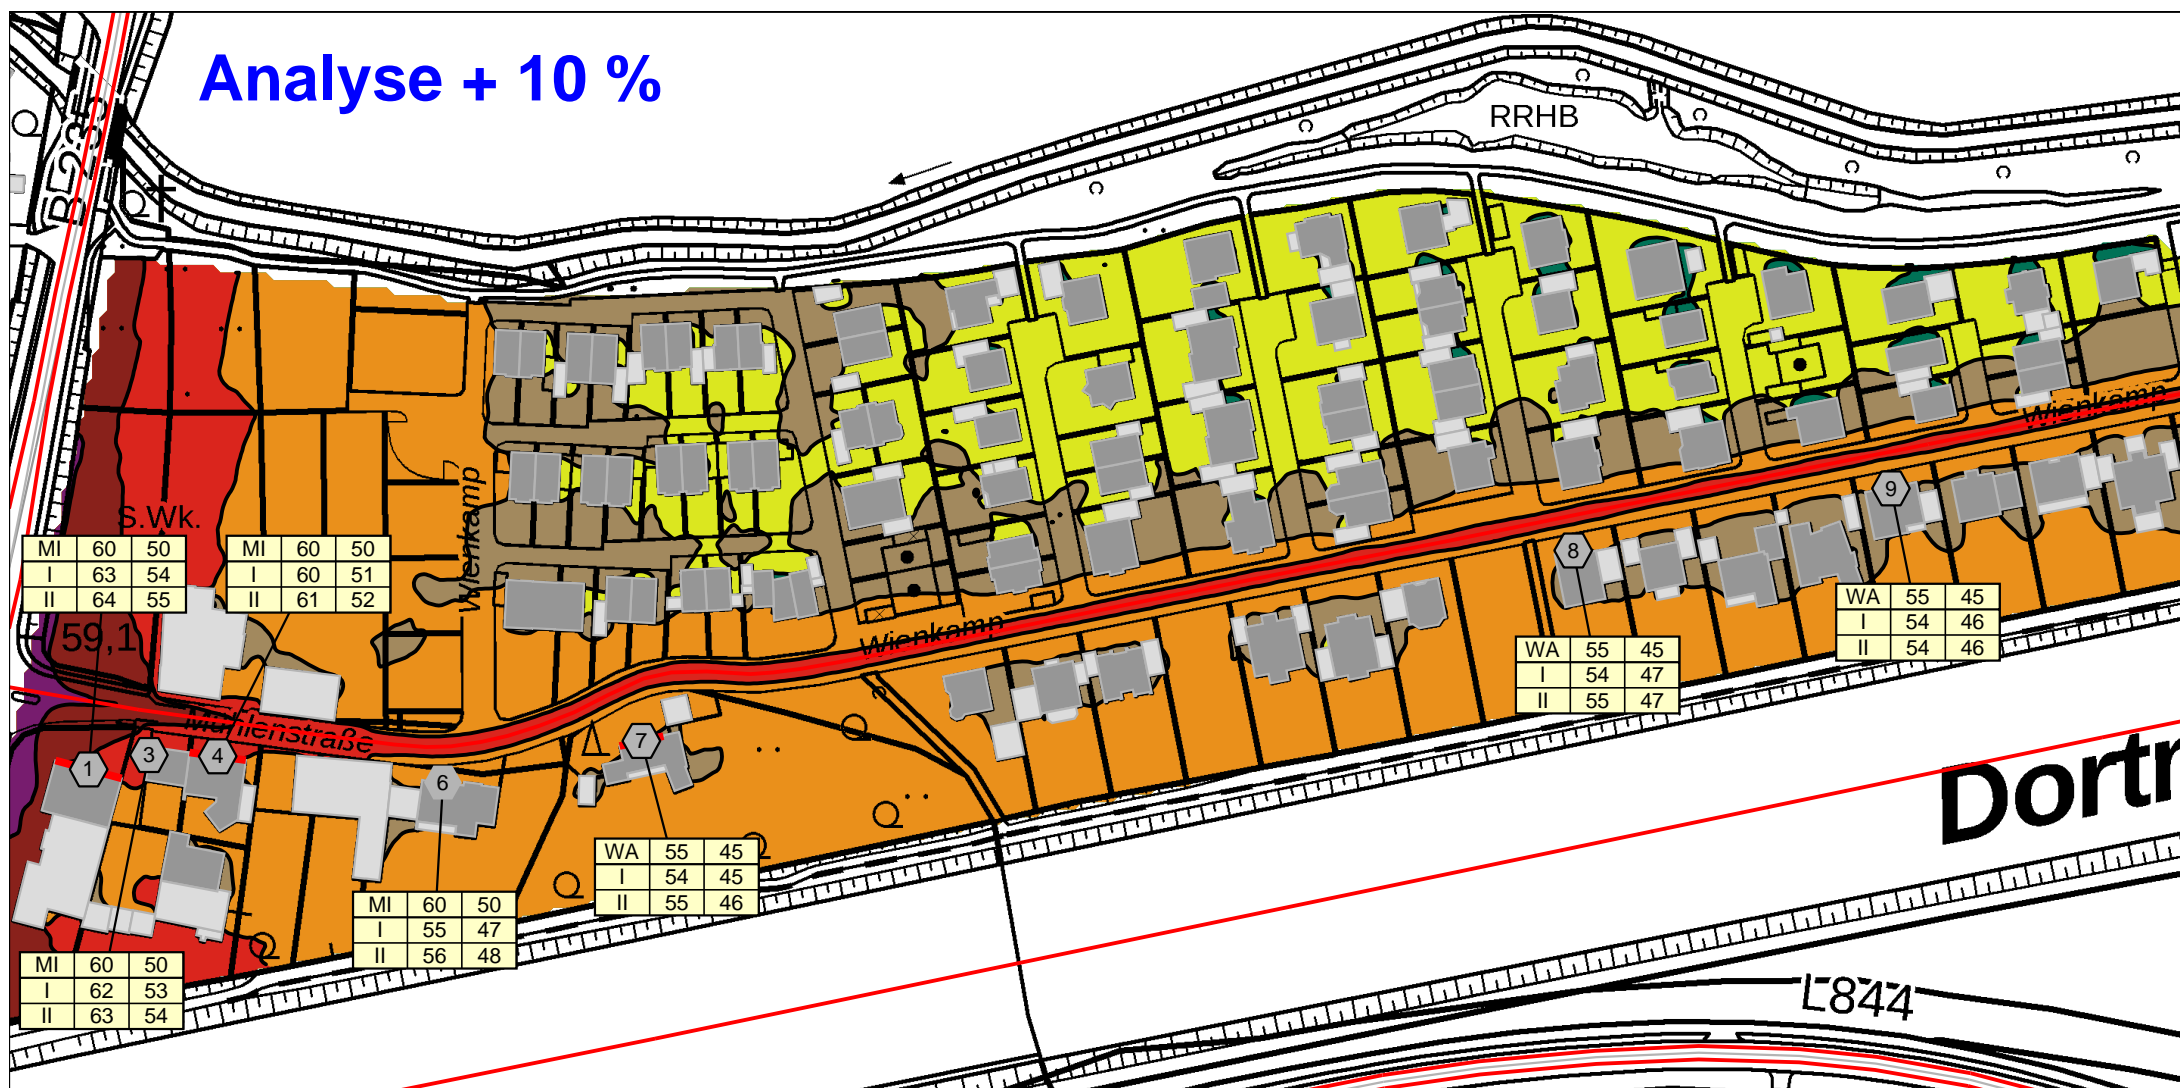 Analyse + 10 %
B 235
RRHB
Wienkamp
S.Wk.
Wienkamp
MI 60 50
I 63 54
II 64 55
MI 60 50
I 60 51
II 61 52
59,1
Wienkamp
9
8
WA 55 45
I 54 46
II 54 46
WA 55 45
I 54 47
II 55 47
Mühlenstraße
1
3
4
7
6
Dortr
WA 55 45
I 54 45
II 55 46
MI 60 50
I 55 47
II 56 48
MI 60 50
I 62 53
II 63 54
L844